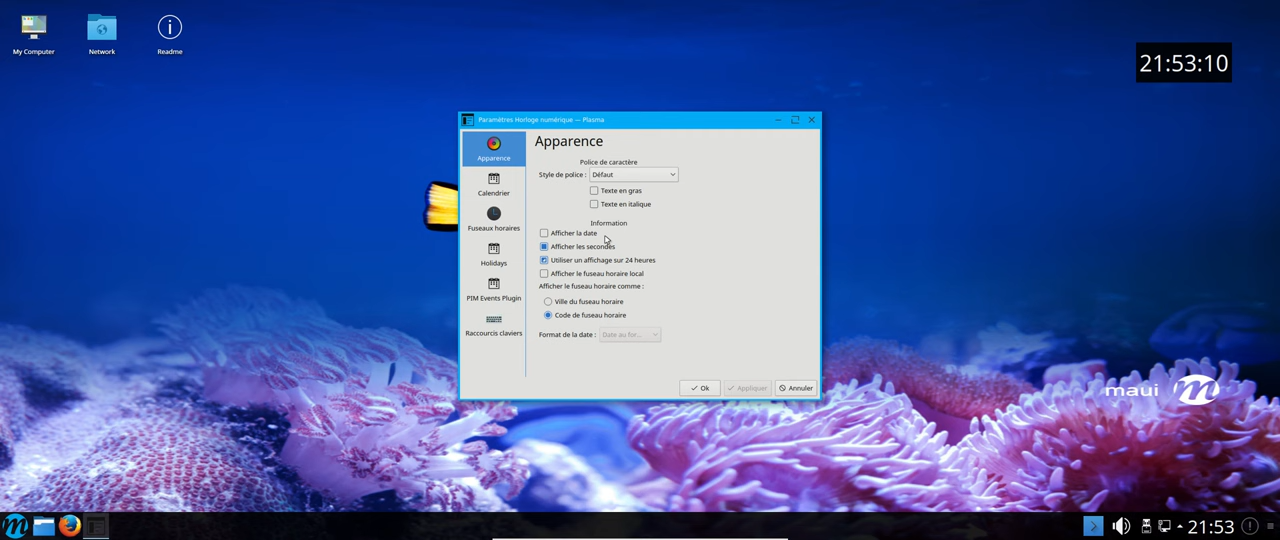 My Computer
Network
Readme
21:53:10
Paramètres Horloge numérique — Plasma
Apparence
Calendrier
Fuseaux horaires
Holidays
PIM Events Plugin
Raccourcis claviers
Apparence
Police de caractère
Style de police : Défaut
Texte en gras
Texte en italique
Information
Afficher la date
Afficher les secondes
Utiliser un affichage sur 24 heures
Afficher le fuseau horaire local
Afficher le fuseau horaire comme :
Ville du fuseau horaire
Code de fuseau horaire
Format de la date : Date au for...
Ok Appliquer Annuler
maui m
21:53